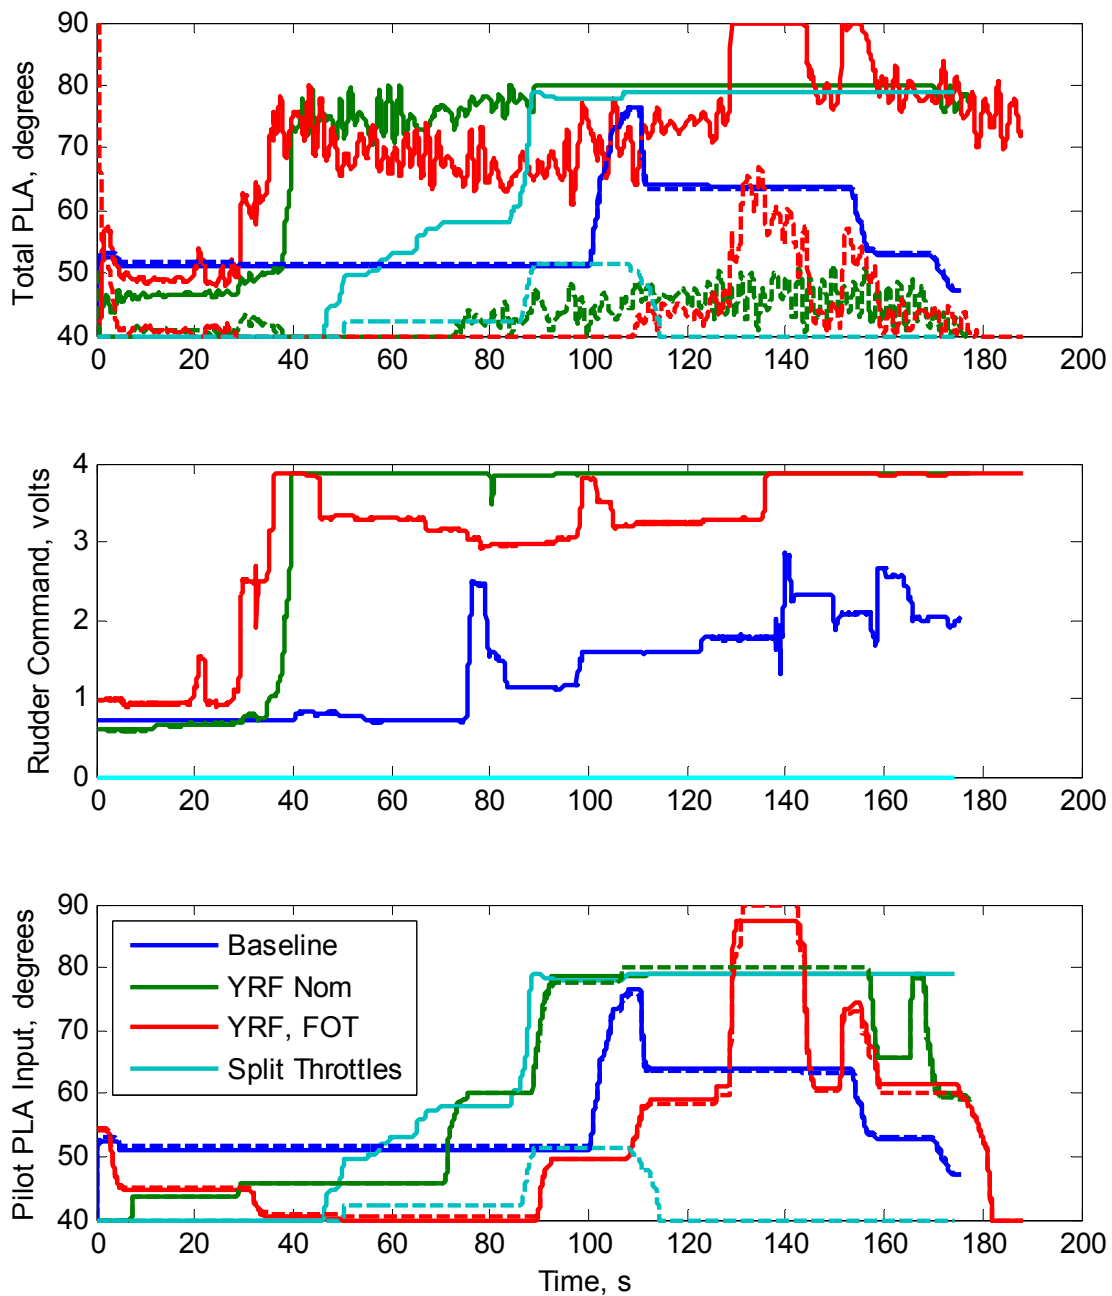 90
80
70
60
50
40
Total PLA, degrees
0 20 40 60 80 100 120 140 160 180 200
4
3
2
1
0
Rudder Command, volts
0 20 40 60 80 100 120 140 160 180 200
90
80
70
60
50
40
Pilot PLA Input, degrees
Baseline
YRF Nom
YRF, FOT
Split Throttles
0 20 40 60 80 100 120 140 160 180 200
Time, s